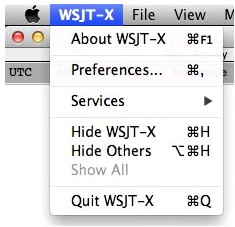 WSJT-X File View
About WSJT-X ⌘F1
Preferences... ⌘,
UTC
Services ▶
Hide WSJT-X ⌘H
Hide Others ⌥⌘H
Show All
Quit WSJT-X ⌘Q